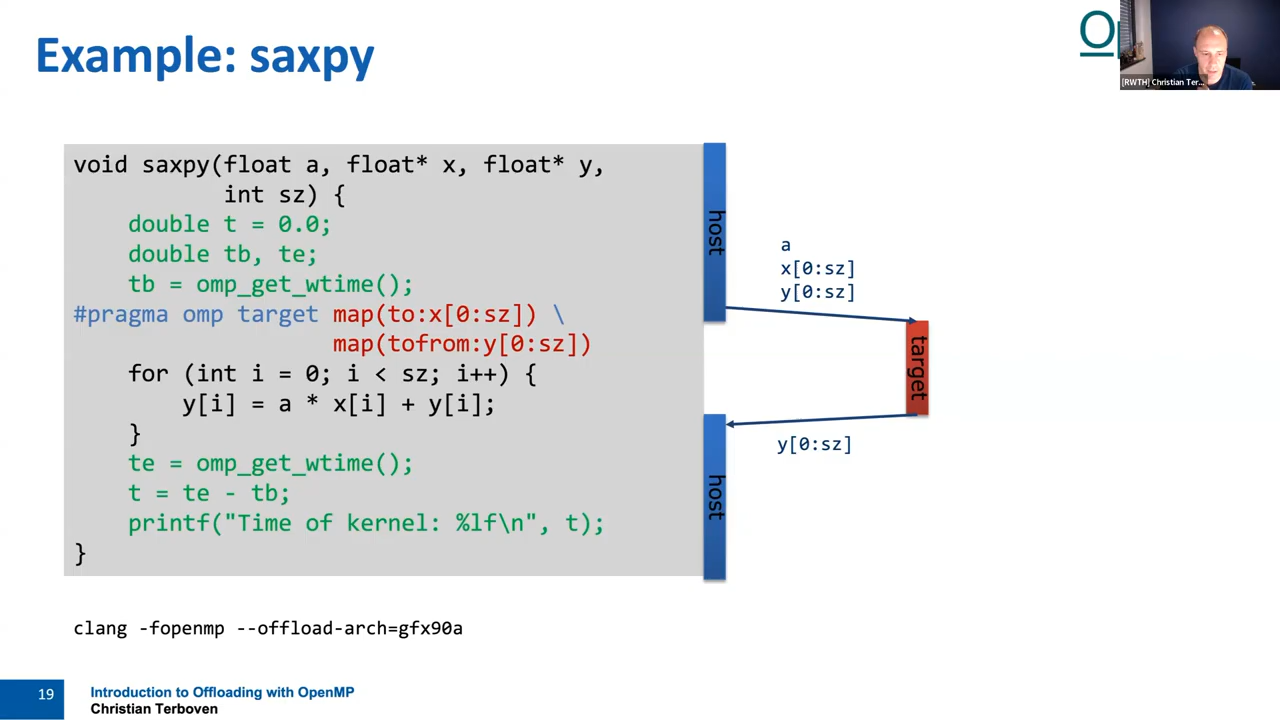 Example: saxpy
[RWTH] Christian Ter...
void saxpy(float a, float* x, float* y,
int sz) {
double t = 0.0;
double tb, te;
tb = omp_get_wtime();
#pragma omp target map(to:x[0:sz]) \
map(tofrom:y[0:sz])
for (int i = 0; i < sz; i++) {
y[i] = a * x[i] + y[i];
}
te = omp_get_wtime();
t = te - tb;
printf("Time of kernel: %lf\n", t);
}
host
a
x[0:sz]
y[0:sz]
target
y[0:sz]
host
clang -fopenmp --offload-arch=gfx90a
19
Introduction to Offloading with OpenMP
Christian Terboven